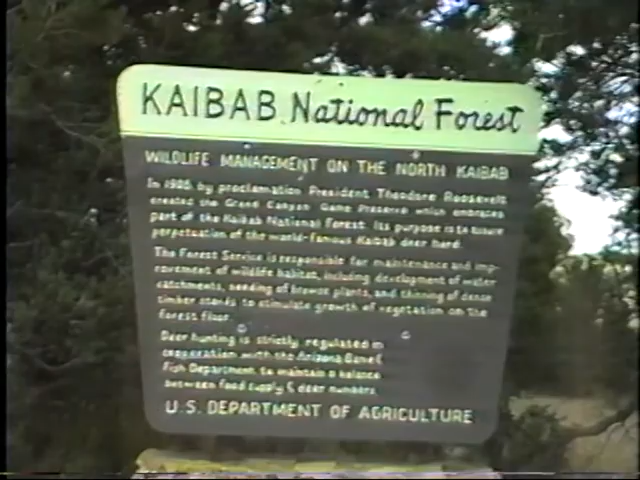 KAIBAB National Forest
WILDLIFE MANAGEMENT ON THE NORTH KAIBAB
In 1906, by proclamation President Theodore Roosevelt
created the Grand Canyon Game Preserve which embraces
part of the Kaibab National Forest. Its purpose is to insure
perpetuation of the world-famous Kaibab deer herd.
The Forest Service is responsible for maintenance and imp-
rovement of wildlife habitat, including development of water
catchments, seeding of browse plants, and thinning of dense
timber stands to stimulate growth of vegetation on the
forest floor.
Deer hunting is strictly regulated in
cooperation with the Arizona Game &
Fish Department to maintain a balance
between food supply & deer numbers.
U.S. DEPARTMENT OF AGRICULTURE